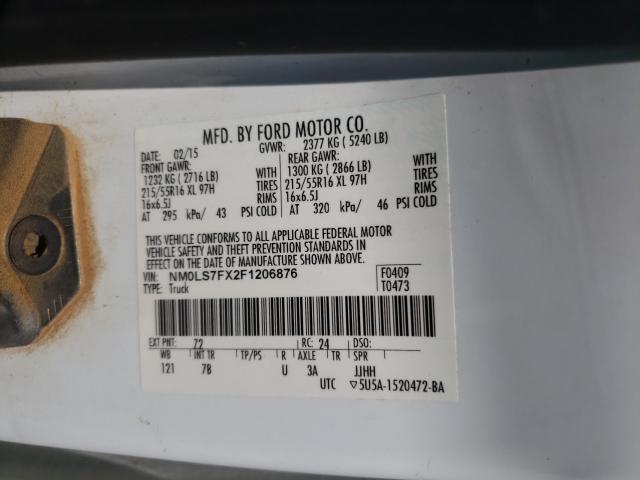 MFD. BY FORD MOTOR CO.
DATE: 02/15 GVWR: 2377 KG (5240 LB)
FRONT GAWR: REAR GAWR:
1232 KG (2716 LB) 1300 KG (2866 LB)
215/55R16 XL 97H TIRES 215/55R16 XL 97H TIRES
16x6.5J RIMS 16x6.5J RIMS
AT 295 kPa/ 43 PSI COLD AT 320 kPa/ 46 PSI COLD
THIS VEHICLE CONFORMS TO ALL APPLICABLE FEDERAL MOTOR
VEHICLE SAFETY AND THEFT PREVENTION STANDARDS IN
EFFECT ON THE DATE OF MANUFACTURE SHOWN ABOVE.
VIN: NM0LS7FX2F1206876 F0409
TYPE: Truck T0473
EXT PNT: 7Z RC: 24 DSO:
WB INT TR TP/PS R AXLE TR SPR
121 7B U 3A JJHH
UTC ▽5U5A-1520472-BA